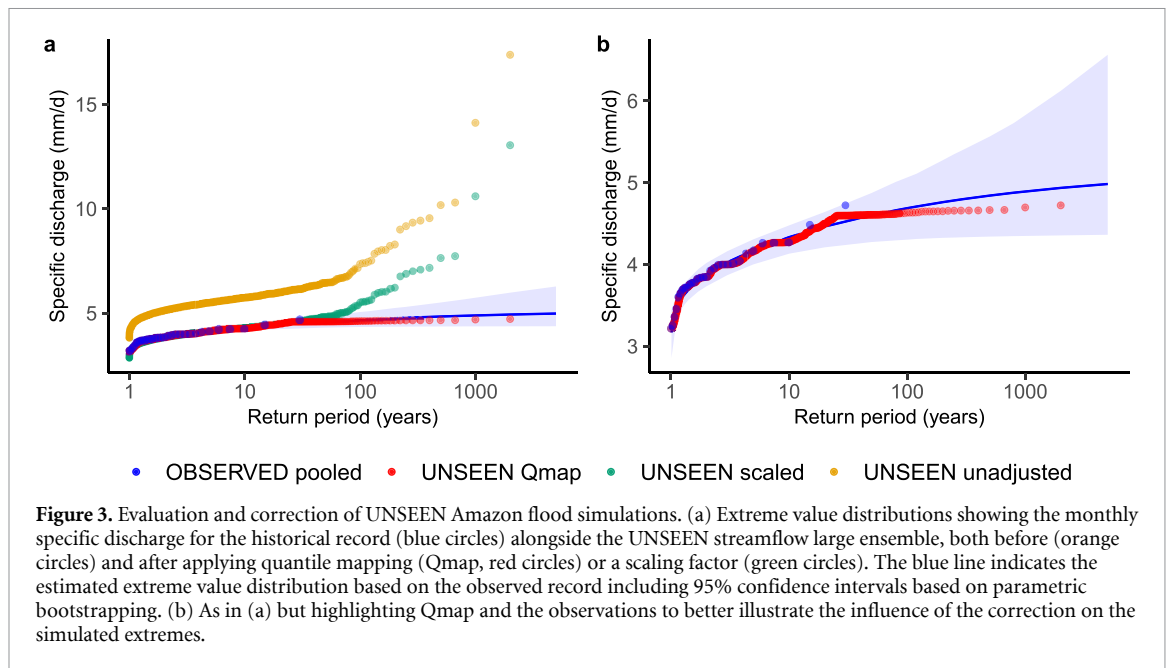 a
b
Specific discharge (mm/d)
15
10
5
1
10
100
1000
Return period (years)
Specific discharge (mm/d)
6
5
4
3
1
10
100
1000
Return period (years)
OBSERVED pooled
UNSEEN Qmap
UNSEEN scaled
UNSEEN unadjusted
Figure 3. Evaluation and correction of UNSEEN Amazon flood simulations. (a) Extreme value distributions showing the monthly
specific discharge for the historical record (blue circles) alongside the UNSEEN streamflow large ensemble, both before (orange
circles) and after applying quantile mapping (Qmap, red circles) or a scaling factor (green circles). The blue line indicates the
estimated extreme value distribution based on the observed record including 95% confidence intervals based on parametric
bootstrapping. (b) As in (a) but highlighting Qmap and the observations to better illustrate the influence of the correction on the
simulated extremes.